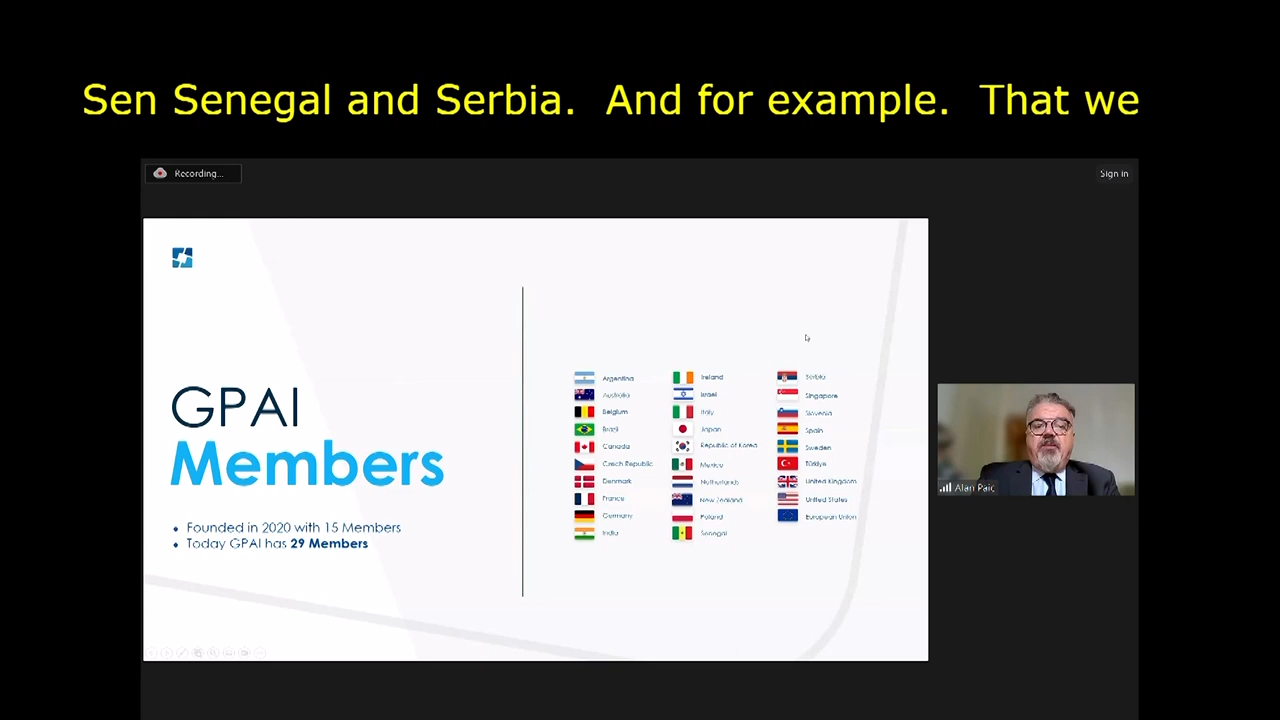 Sen Senegal and Serbia.  And for example.  That we
Recording...
Sign in
GPAI
Members
• Founded in 2020 with 15 Members
• Today GPAI has 29 Members
Argentina
Australia
Belgium
Brazil
Canada
Czech Republic
Denmark
France
Germany
India
Ireland
Israel
Italy
Japan
Republic of Korea
Mexico
Netherlands
New Zealand
Poland
Senegal
Serbia
Singapore
Slovenia
Spain
Sweden
Türkiye
United Kingdom
United States
European Union
Alan Paic